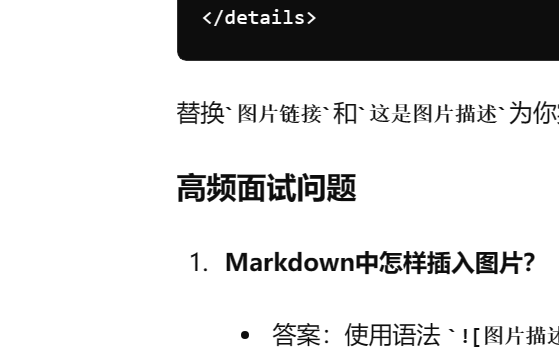 </details>
替换`图片链接`和`这是图片描述`为你
高频面试问题
1. Markdown中怎样插入图片？
• 答案：使用语法 `![图片描